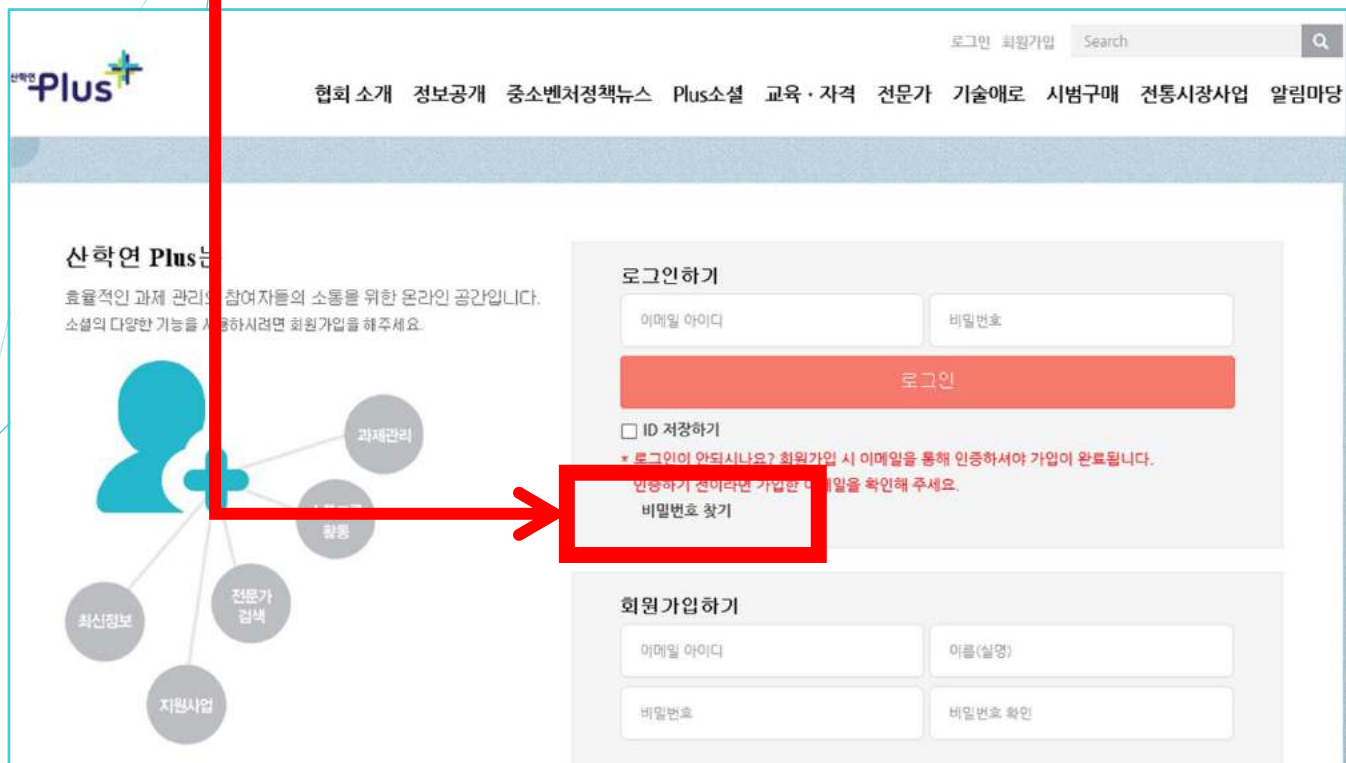 로그인 회원가입 Search
산학연 Plus
협회 소개 정보공개 중소벤처정책뉴스 Plus소셜 교육 · 자격 전문가 기술애로 시범구매 전통시장사업 알림마당
산학연 Plus는
효율적인 과제 관리와 참여자들의 소통을 위한 온라인 공간입니다.
소셜의 다양한 기능을 사용하시려면 회원가입을 해주세요.
과제관리
활동
전문가
검색
최신정보
지원사업
로그인하기
이메일 아이디 비밀번호
로그인
ID 저장하기
* 로그인이 안되시나요? 회원가입 시 이메일을 통해 인증하셔야 가입이 완료됩니다.
인증하기 전이라면 가입한 이메일을 확인해 주세요.
비밀번호 찾기
회원가입하기
이메일 아이디 이름(실명)
비밀번호 비밀번호 확인